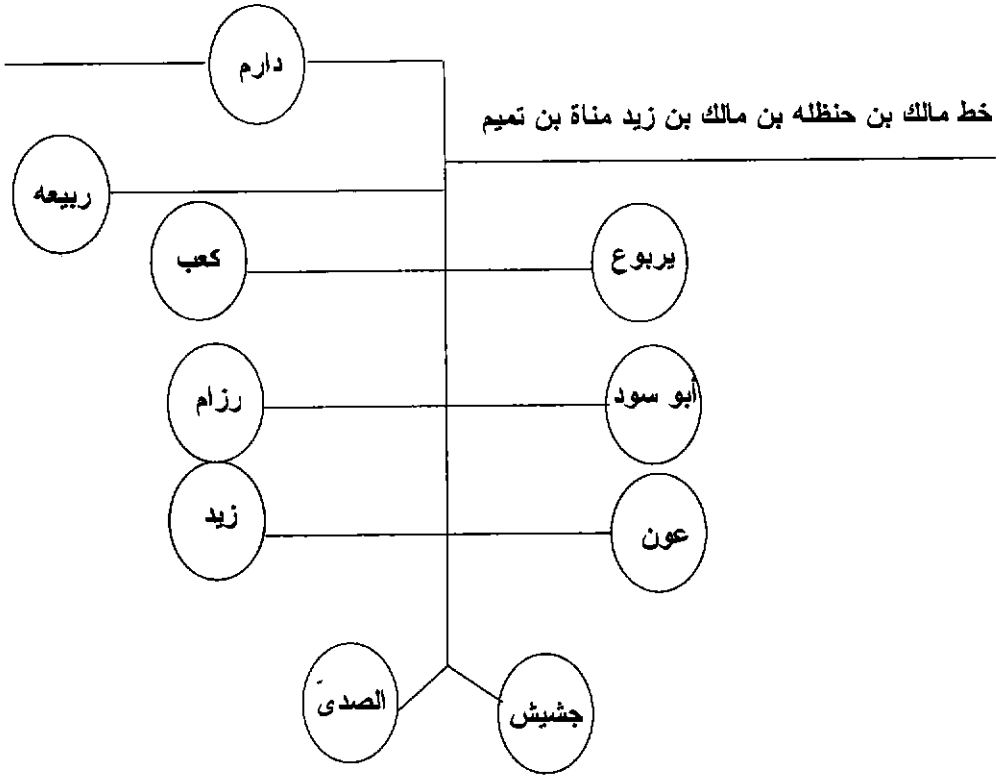 دارم
خط مالك بن حنظله بن مالك بن زيد مناة بن تميم
ربيعه
يربوع
كعب
أبو سود
رزام
زيد
عون
الصدىَ
جشيش